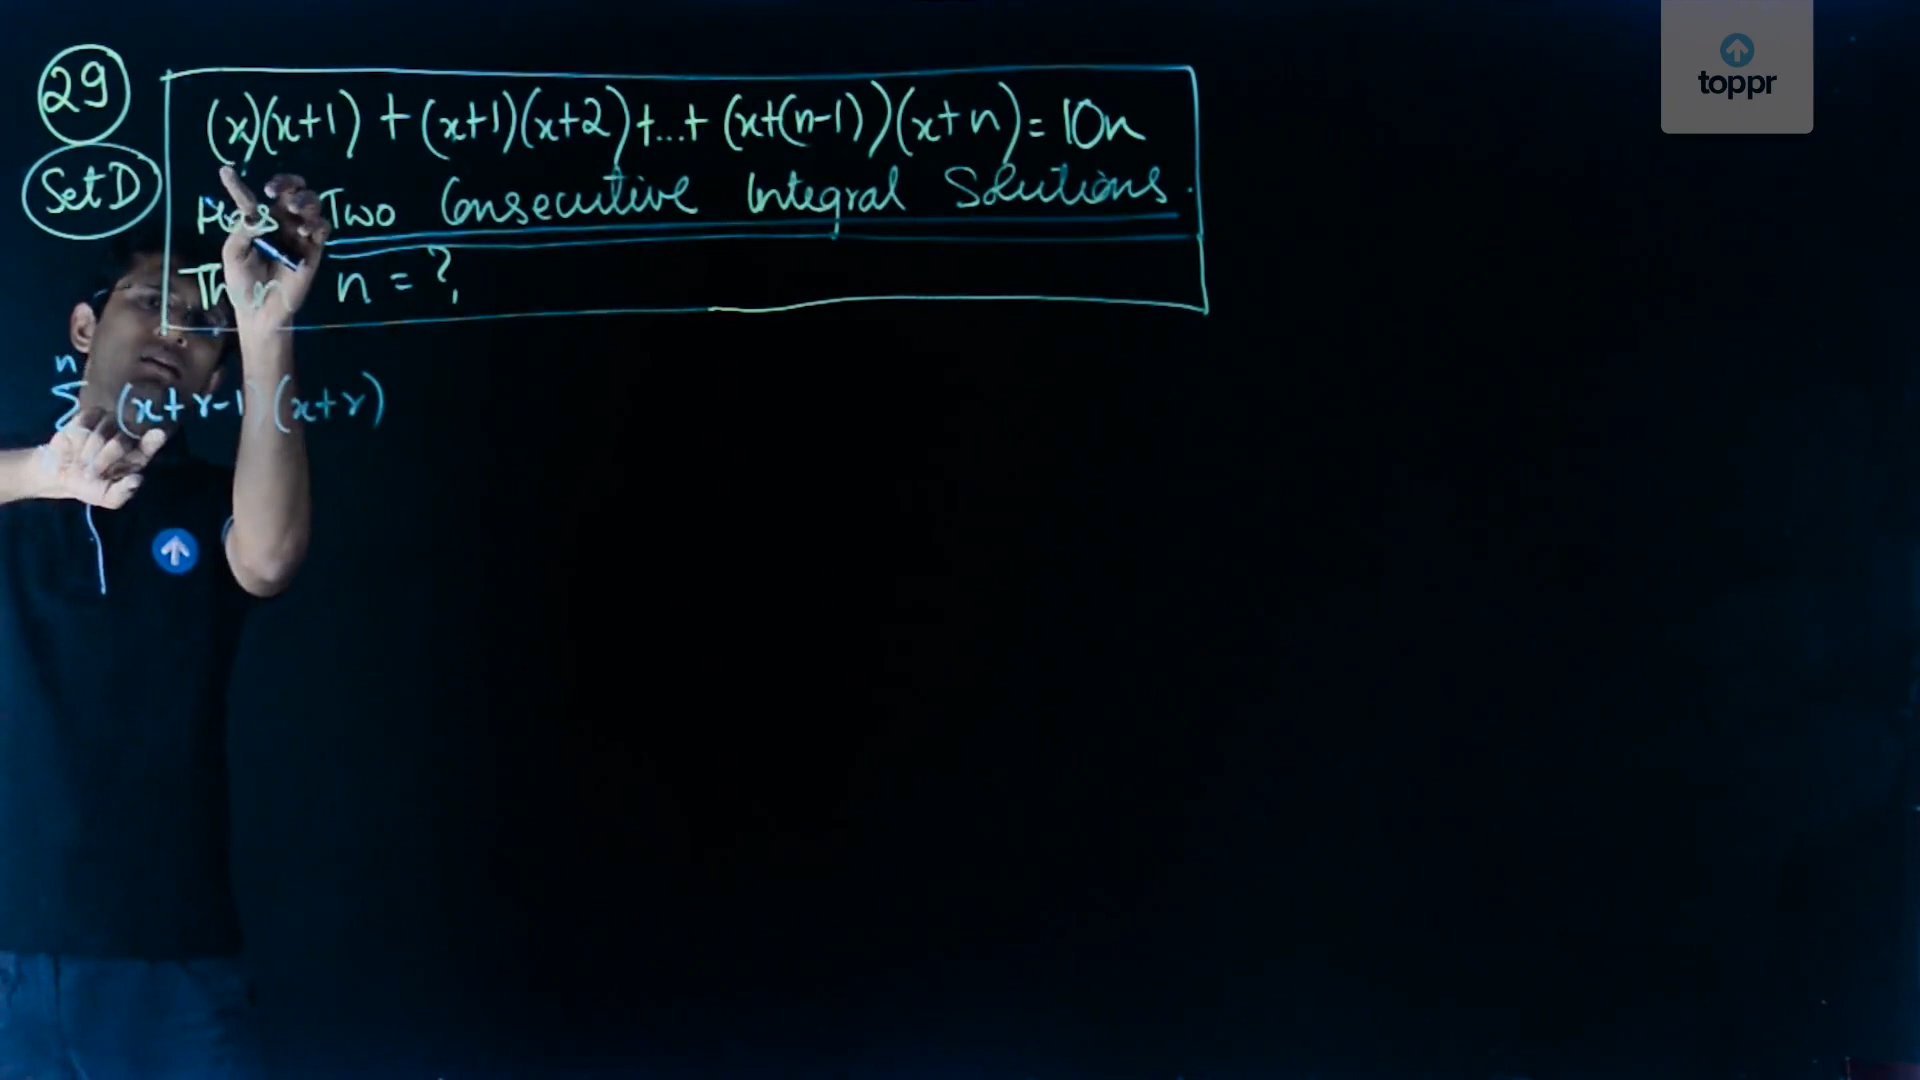 29
(x)(x+1) + (x+1)(x+2)+...+ (x+(n-1))(x+n) = 10n
Set D
Has Two Consecutive Integral Solutions.
Then n = ?
n
Σ (x+r-1) (x+r)
toppr